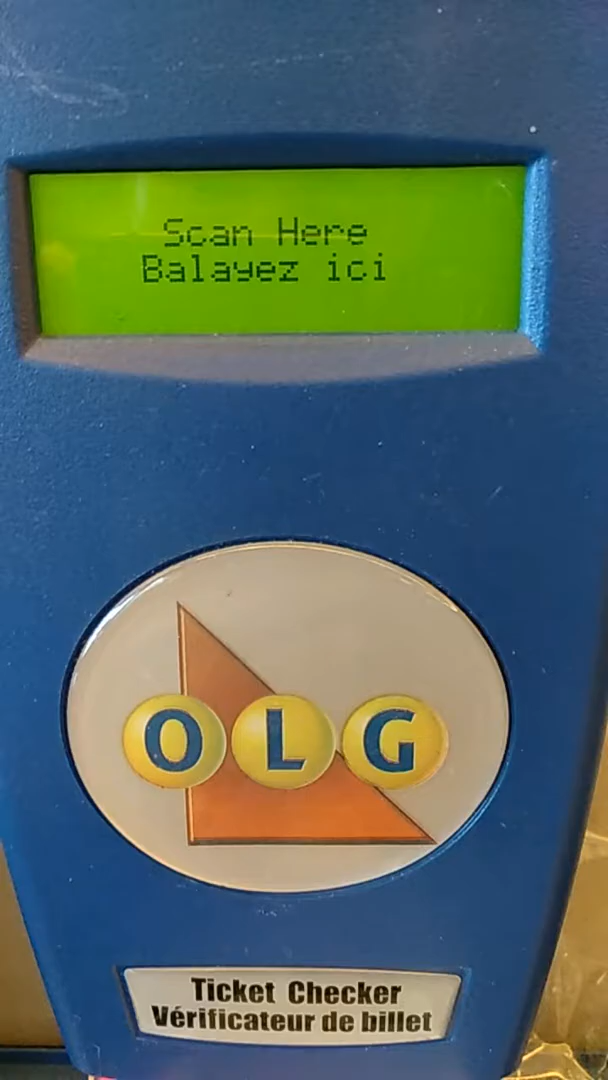 Scan Here
Balayez ici
OLG
Ticket Checker
Vérificateur de billet